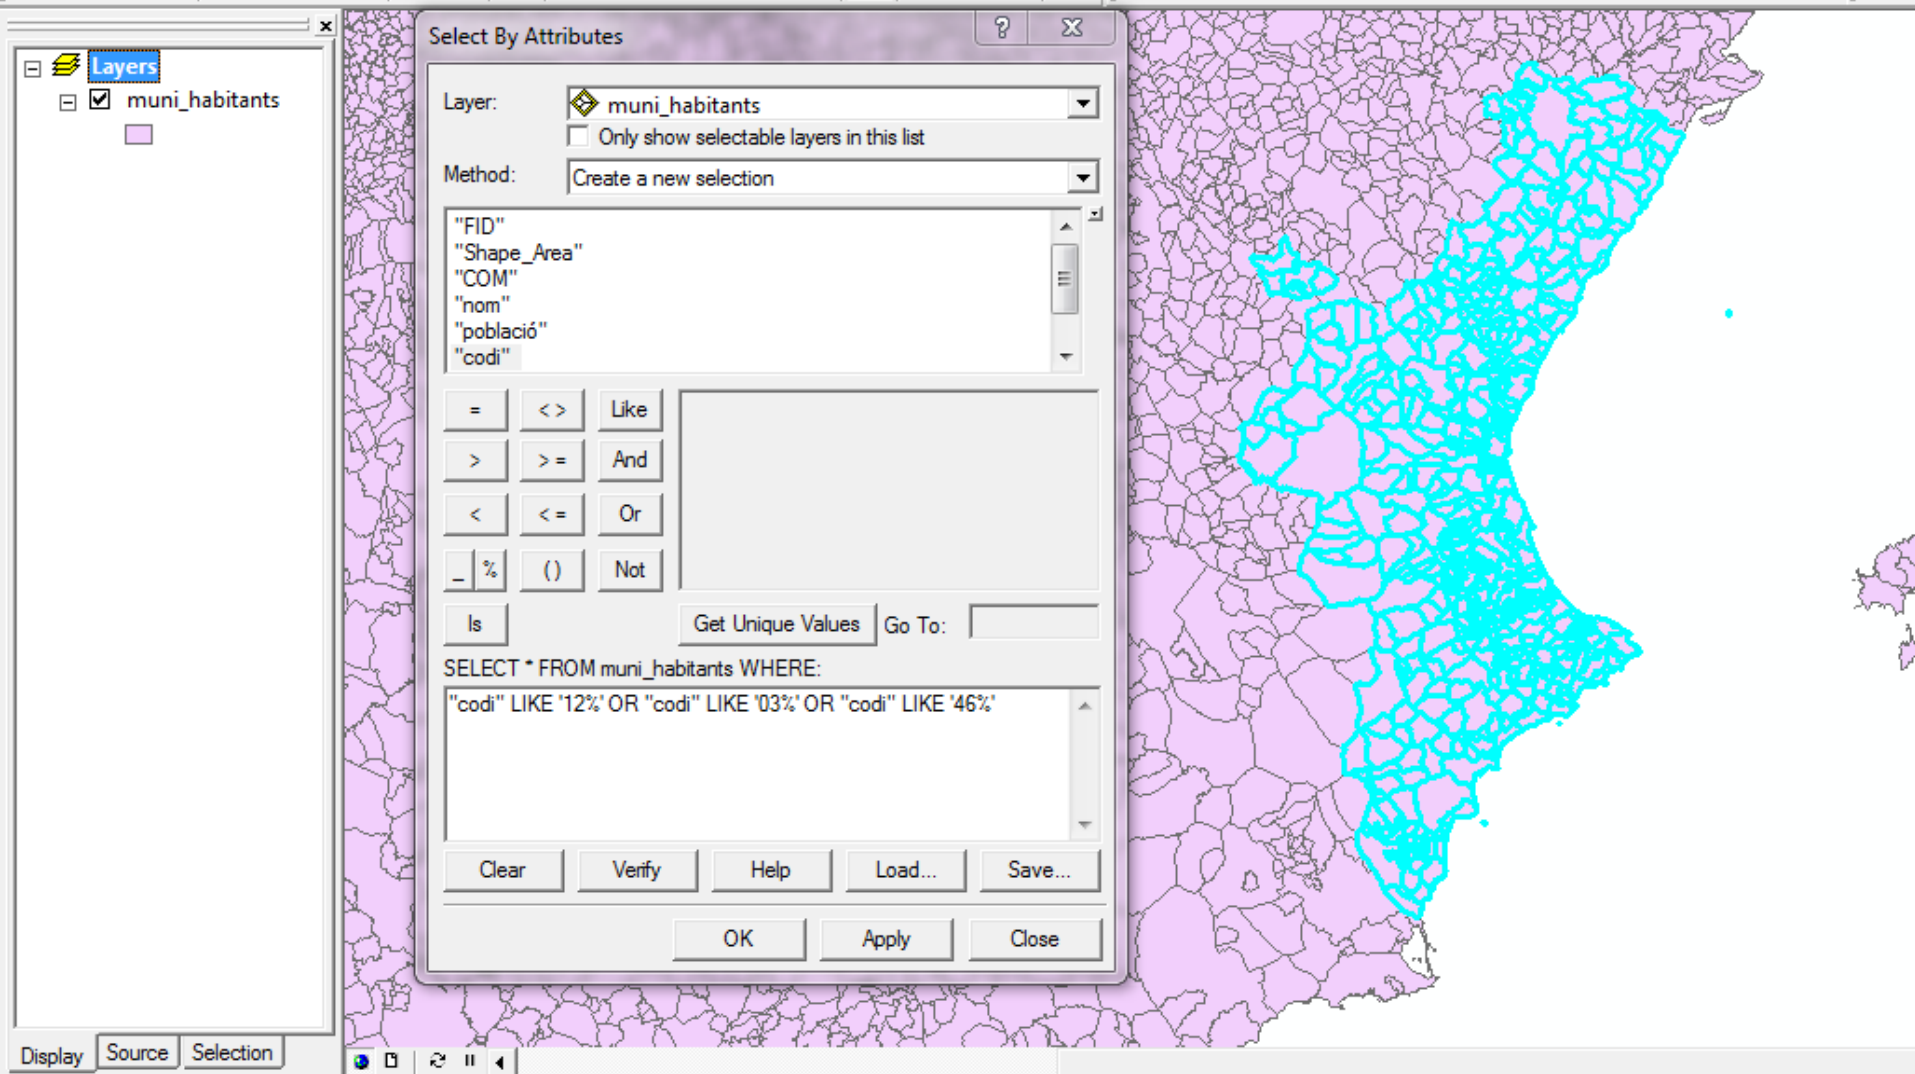 Layers
muni_habitants
Select By Attributes
?
Layer: muni_habitants
Only show selectable layers in this list
Method: Create a new selection
"FID"
"Shape_Area"
"COM"
"nom"
"població"
"codi"
= < > Like
> > = And
< < = Or
_ % ( ) Not
Is Get Unique Values Go To:
SELECT * FROM muni_habitants WHERE:
"codi" LIKE '12%' OR "codi" LIKE '03%' OR "codi" LIKE '46%'
Clear Verify Help Load... Save...
OK Apply Close
Display Source Selection